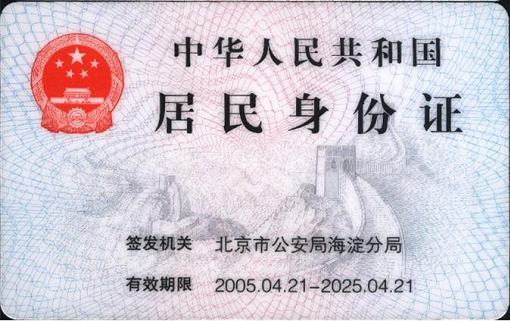 中华人民共和国
居民身份证
签发机关 北京市公安局海淀分局
有效期限 2005.04.21-2025.04.21